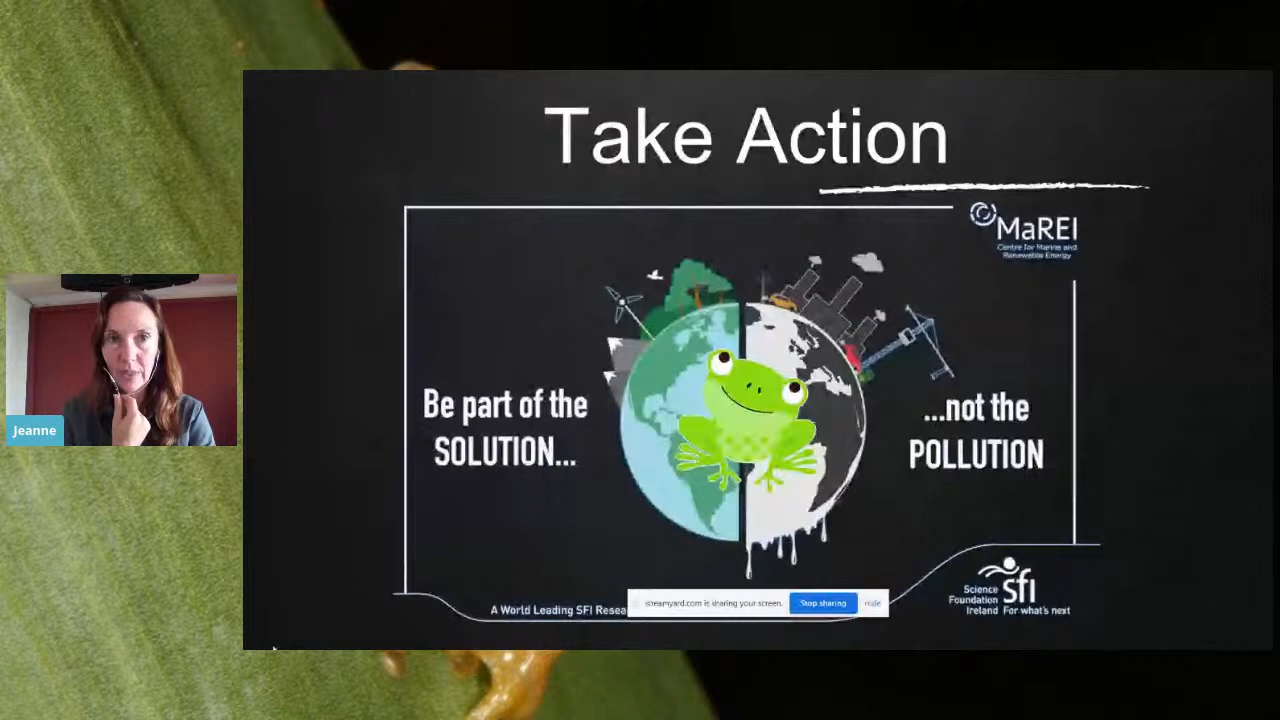 Take Action
MaREI
Centre for Marine and
Renewable Energy
Be part of the
SOLUTION...
...not the
POLLUTION
Jeanne
Science
Foundation
Ireland
sfi
For what's next
A World Leading SFI
streamyard.com is sharing your screen.
Stop sharing
Hide